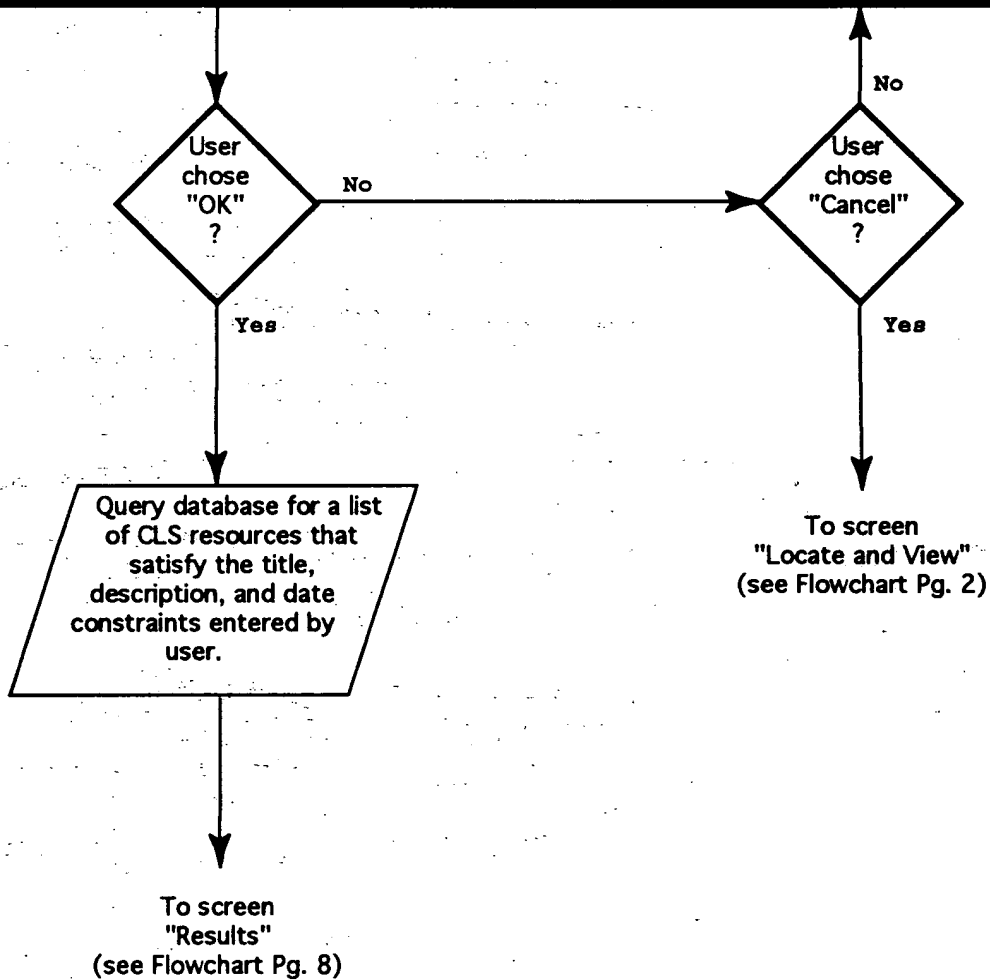 No
User
chose
"OK"
?
No
User
chose
"Cancel"
?
Yes
Yes
Query database for a list
of CLS resources that
satisfy the title,
description, and date
constraints entered by
user.
To screen
"Locate and View"
(see Flowchart Pg. 2)
To screen
"Results"
(see Flowchart Pg. 8)